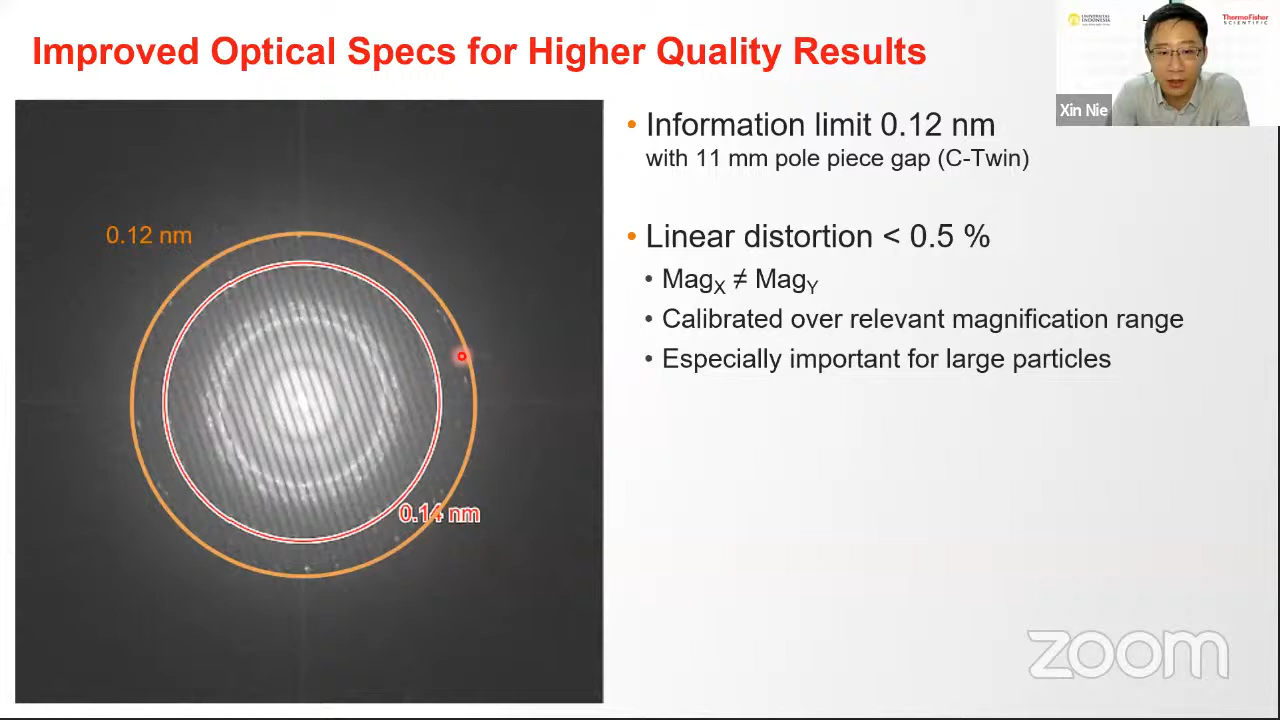 Improved Optical Specs for Higher Quality Results
UNIVERSITAS
INDONESIA
ThermoFisher
SCIENTIFIC
Xin Nie
0.12 nm
0.14 nm
• Information limit 0.12 nm
with 11 mm pole piece gap (C-Twin)
• Linear distortion < 0.5 %
• MagX ≠ MagY
• Calibrated over relevant magnification range
• Especially important for large particles
zoom